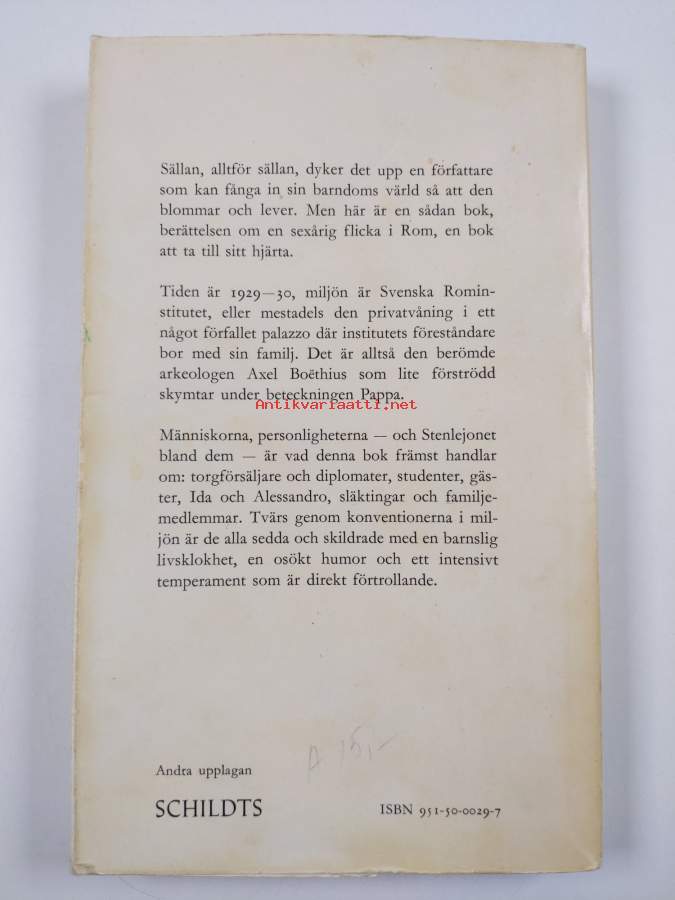 Sällan, alltför sällan, dyker det upp en författare
som kan fånga in sin barndoms värld så att den
blommar och lever. Men här är en sådan bok,
berättelsen om en sexårig flicka i Rom, en bok
att ta till sitt hjärta.
Tiden är 1929—30, miljön är Svenska Romin-
stitutet, eller mestadels den privatvåning i ett
något förfallet palazzo där institutets föreståndare
bor med sin familj. Det är alltså den berömde
arkeologen Axel Boëthius som lite förströdd
skymtar under beteckningen Pappa.
Antikvariaatti.net
Människorna, personligheterna — och Stenlejonet
bland dem — är vad denna bok främst handlar
om: torgförsäljare och diplomater, studenter, gäs-
ter, Ida och Alessandro, släktingar och familje-
medlemmar. Tvärs genom konventionerna i mil-
jön är de alla sedda och skildrade med en barnslig
livsklokhet, en osökt humor och ett intensivt
temperament som är direkt förtrollande.
A 15,-
Andra upplagan
SCHILDTS
ISBN 951-50-0029-7